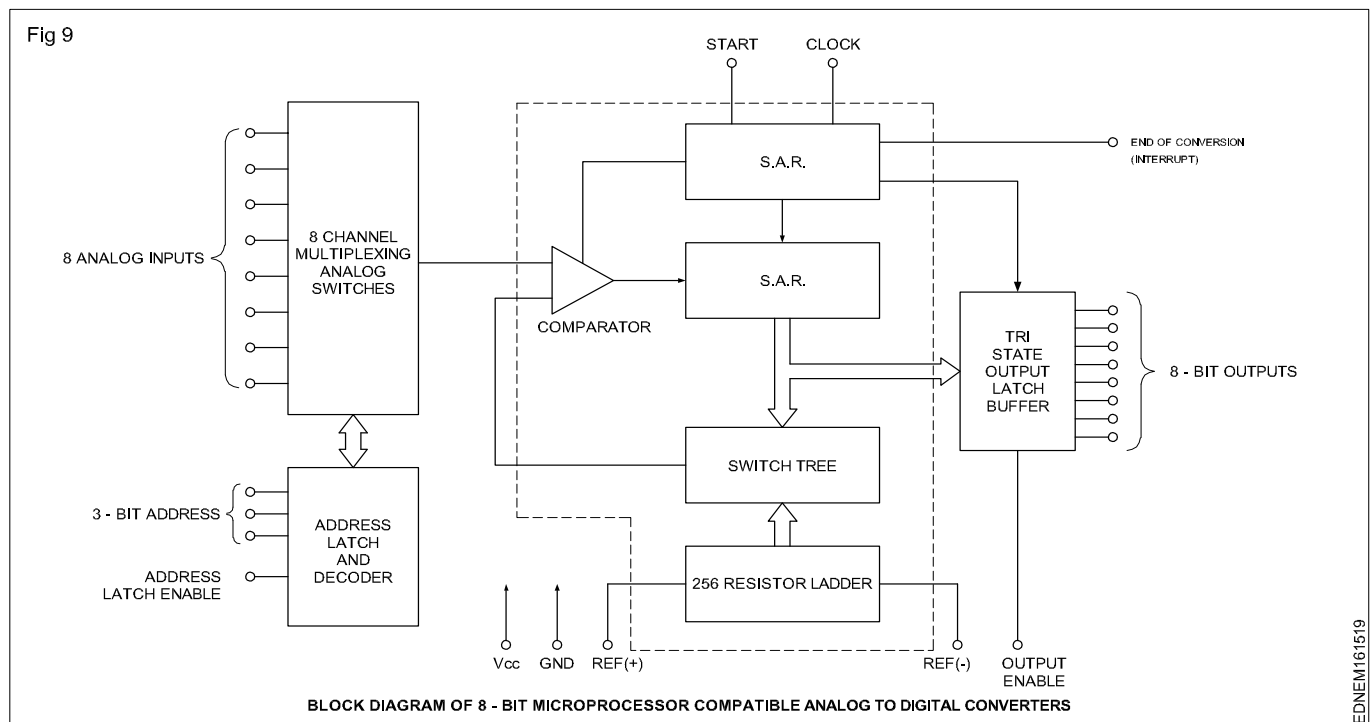 Fig 9
START
CLOCK
S.A.R.
END OF CONVERSION
(INTERRUPT)
8 ANALOG INPUTS
8 CHANNEL
MULTIPLEXING
ANALOG
SWITCHES
COMPARATOR
S.A.R.
TRI
STATE
OUTPUT
LATCH
BUFFER
8 - BIT OUTPUTS
SWITCH TREE
3 - BIT ADDRESS
ADDRESS
LATCH ENABLE
ADDRESS
LATCH
AND
DECODER
256 RESISTOR LADDER
Vcc
GND
REF(+)
REF(-)
OUTPUT
ENABLE
BLOCK DIAGRAM OF 8 - BIT MICROPROCESSOR COMPATIBLE ANALOG TO DIGITAL CONVERTERS
EDNEM161519